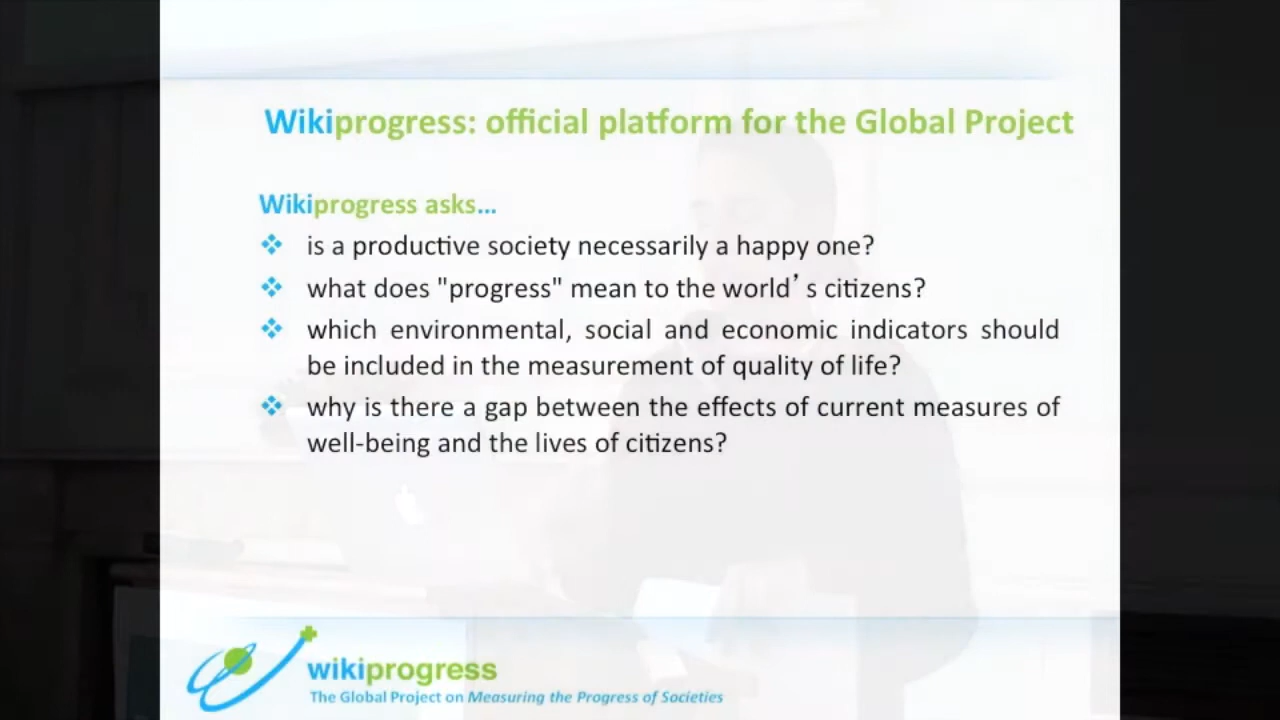 Wikiprogress: official platform for the Global Project
Wikiprogress asks...
is a productive society necessarily a happy one?
what does "progress" mean to the world’s citizens?
which environmental, social and economic indicators should
be included in the measurement of quality of life?
why is there a gap between the effects of current measures of
well-being and the lives of citizens?
wikiprogress
The Global Project on Measuring the Progress of Societies